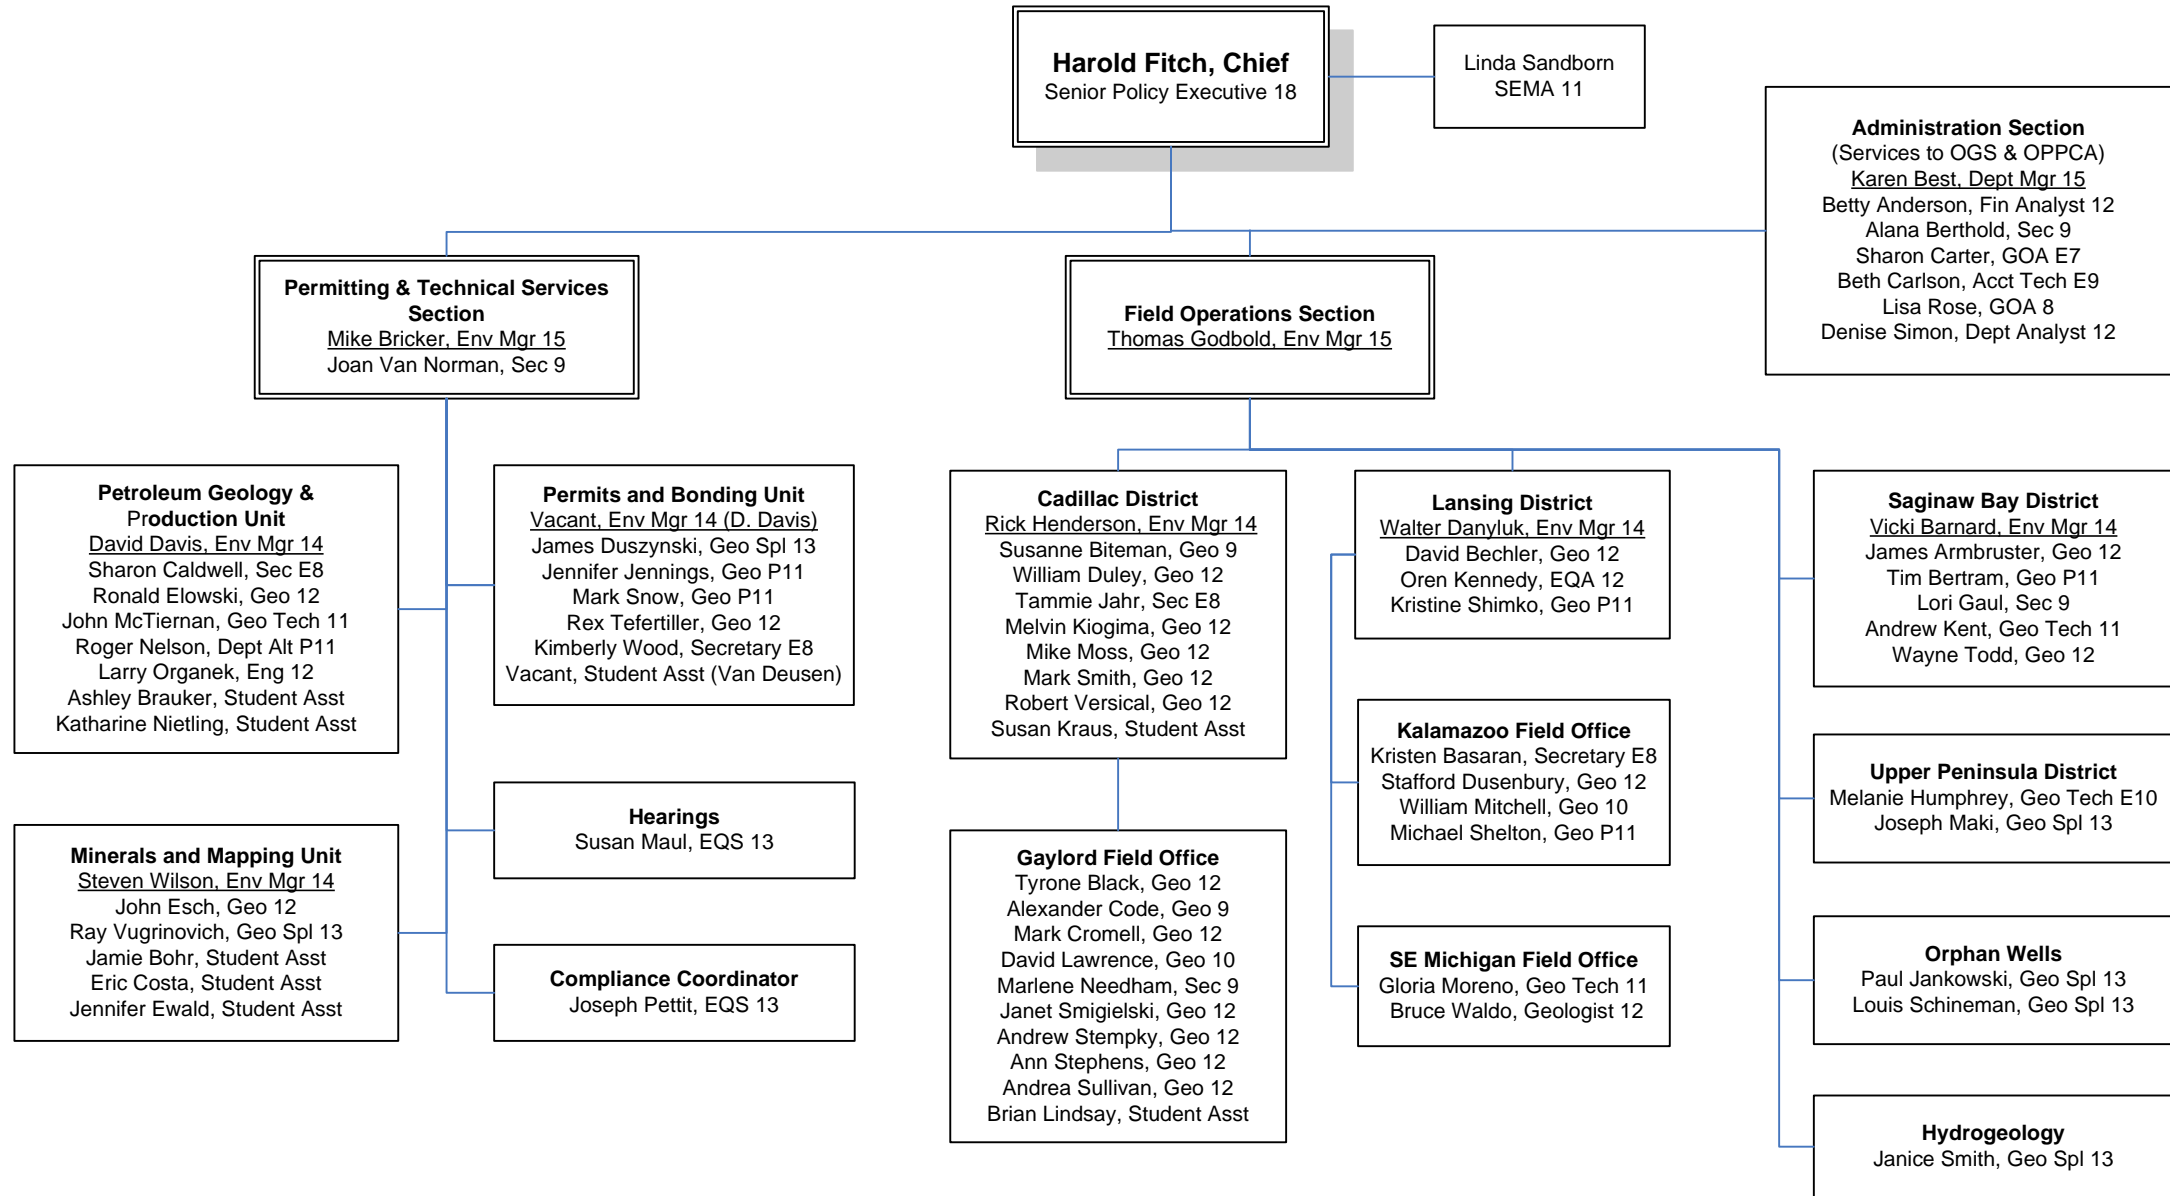 Harold Fitch, Chief
Senior Policy Executive 18
Linda Sandborn
SEMA 11
Administration Section
(Services to OGS & OPPCA)
Karen Best, Dept Mgr 15
Betty Anderson, Fin Analyst 12
Alana Berthold, Sec 9
Sharon Carter, GOA E7
Beth Carlson, Acct Tech E9
Lisa Rose, GOA 8
Denise Simon, Dept Analyst 12
Permitting & Technical Services
Section
Mike Bricker, Env Mgr 15
Joan Van Norman, Sec 9
Field Operations Section
Thomas Godbold, Env Mgr 15
Petroleum Geology &
Production Unit
David Davis, Env Mgr 14
Sharon Caldwell, Sec E8
Ronald Elowski, Geo 12
John McTiernan, Geo Tech 11
Roger Nelson, Dept Alt P11
Larry Organek, Eng 12
Ashley Brauker, Student Asst
Katharine Nietling, Student Asst
Permits and Bonding Unit
Vacant, Env Mgr 14 (D. Davis)
James Duszynski, Geo Spl 13
Jennifer Jennings, Geo P11
Mark Snow, Geo P11
Rex Tefertiller, Geo 12
Kimberly Wood, Secretary E8
Vacant, Student Asst (Van Deusen)
Cadillac District
Rick Henderson, Env Mgr 14
Susanne Biteman, Geo 9
William Duley, Geo 12
Tammie Jahr, Sec E8
Melvin Kiogima, Geo 12
Mike Moss, Geo 12
Mark Smith, Geo 12
Robert Versical, Geo 12
Susan Kraus, Student Asst
Lansing District
Walter Danyluk, Env Mgr 14
David Bechler, Geo 12
Oren Kennedy, EQA 12
Kristine Shimko, Geo P11
Saginaw Bay District
Vicki Barnard, Env Mgr 14
James Armbruster, Geo 12
Tim Bertram, Geo P11
Lori Gaul, Sec 9
Andrew Kent, Geo Tech 11
Wayne Todd, Geo 12
Kalamazoo Field Office
Kristen Basaran, Secretary E8
Stafford Dusenbury, Geo 12
William Mitchell, Geo 10
Michael Shelton, Geo P11
Upper Peninsula District
Melanie Humphrey, Geo Tech E10
Joseph Maki, Geo Spl 13
Hearings
Susan Maul, EQS 13
Minerals and Mapping Unit
Steven Wilson, Env Mgr 14
John Esch, Geo 12
Ray Vugrinovich, Geo Spl 13
Jamie Bohr, Student Asst
Eric Costa, Student Asst
Jennifer Ewald, Student Asst
Gaylord Field Office
Tyrone Black, Geo 12
Alexander Code, Geo 9
Mark Cromell, Geo 12
David Lawrence, Geo 10
Marlene Needham, Sec 9
Janet Smigielski, Geo 12
Andrew Stempky, Geo 12
Ann Stephens, Geo 12
Andrea Sullivan, Geo 12
Brian Lindsay, Student Asst
Compliance Coordinator
Joseph Pettit, EQS 13
SE Michigan Field Office
Gloria Moreno, Geo Tech 11
Bruce Waldo, Geologist 12
Orphan Wells
Paul Jankowski, Geo Spl 13
Louis Schineman, Geo Spl 13
Hydrogeology
Janice Smith, Geo Spl 13